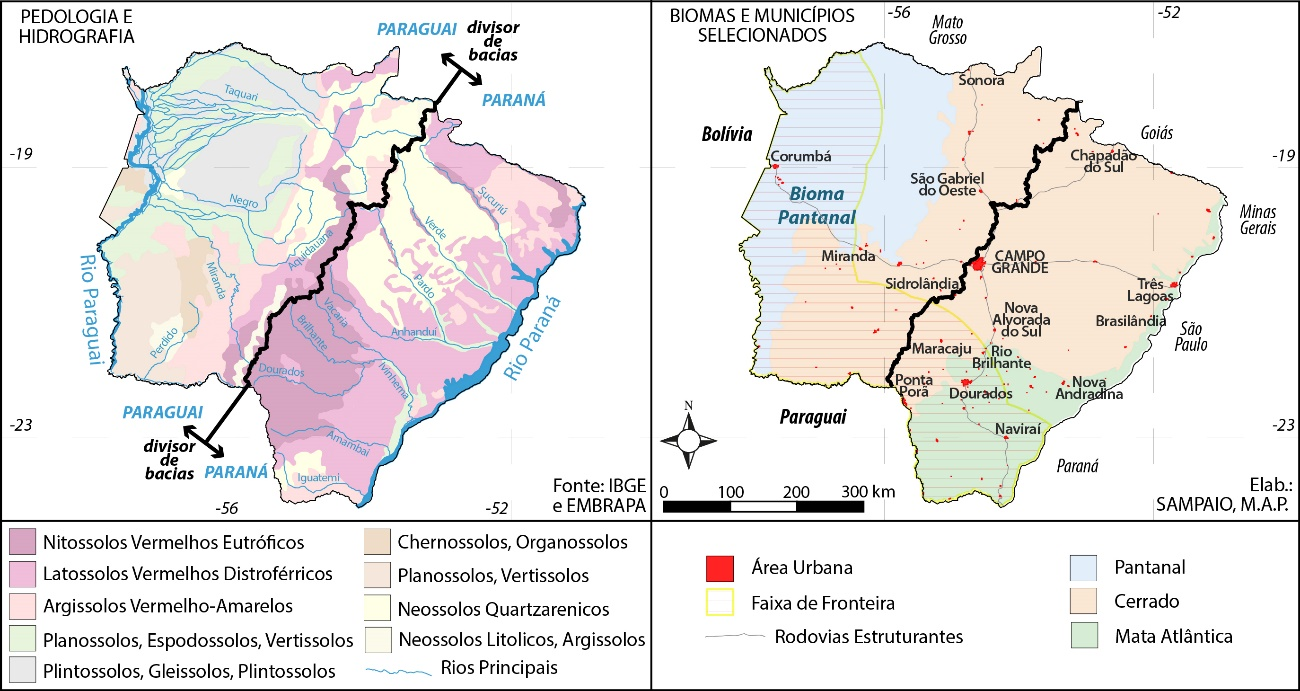 PEDOLOGIA E
HIDROGRAFIA
PARAGUAI
divisor
de
bacias
PARANÁ
Taquari
-19
Negro
Sucuriú
Verde
Aquidauana
Miranda
Pardo
Rio Paraguai
Perdido
Vacaria
Brilhante
Anhanduí
Rio Paraná
Dourados
Ivinhema
PARAGUAI
-23
divisor
de
bacias
PARANÁ
Amambaí
Iguatemi
-56
-52
Fonte: IBGE
e EMBRAPA
Nitossolos Vermelhos Eutróficos
Latossolos Vermelhos Distroférricos
Argissolos Vermelho-Amarelos
Planossolos, Espodossolos, Vertissolos
Plintossolos, Gleissolos, Plintossolos
Chernossolos, Organossolos
Planossolos, Vertissolos
Neossolos Quartzarenicos
Neossolos Litolicos, Argissolos
Rios Principais
BIOMAS E MUNICÍPIOS
SELECIONADOS
-56
-52
Mato
Grosso
Sonora
Bolívia
Goiás
Corumbá
Chapadão
do Sul
-19
São Gabriel
do Oeste
Bioma
Pantanal
Minas
Gerais
Miranda
CAMPO
GRANDE
Sidrolândia
Três
Lagoas
Nova
Alvorada
do Sul
Brasilândia
São
Paulo
Maracaju
Rio
Brilhante
Ponta
Porã
Dourados
Nova
Andradina
Paraguai
Naviraí
-23
N
Paraná
0 100 200 300 km
Elab.:
SAMPAIO, M.A.P.
Área Urbana
Faixa de Fronteira
Rodovias Estruturantes
Pantanal
Cerrado
Mata Atlântica